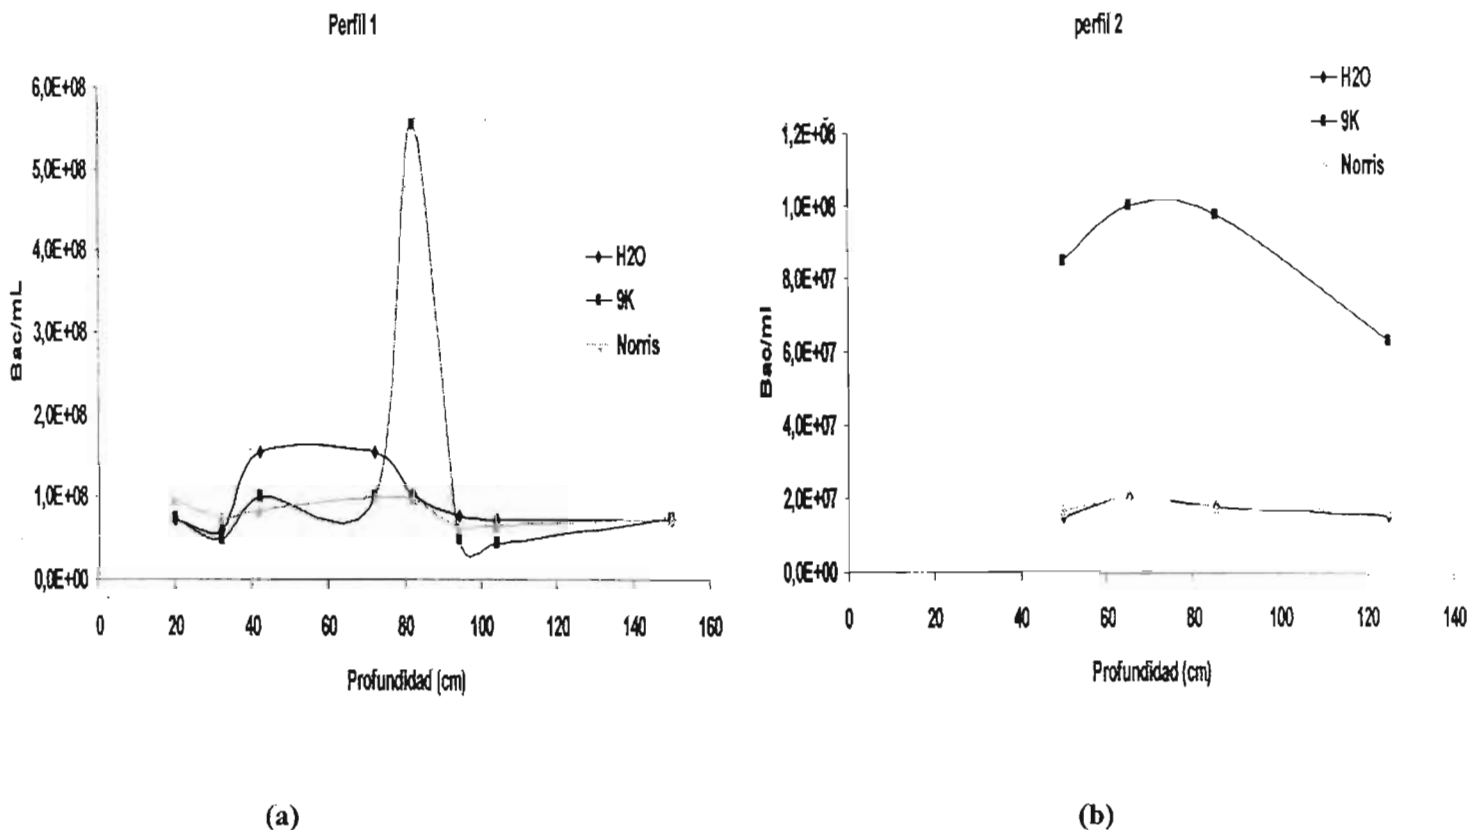 Perfil 1
6,0E+08
5,0E+08
4,0E+08
3,0E+08
2,0E+08
1,0E+08
0,0E+00
Bac/mL
0 20 40 60 80 100 120 140 160
Profundidad (cm)
H2O
9K
Norris
(a)
perfil 2
1,2E+08
1,0E+08
8,0E+07
6,0E+07
4,0E+07
2,0E+07
0,0E+00
Bac/ml
0 20 40 60 80 100 120 140
Profundidad (cm)
H2O
9K
Norris
(b)